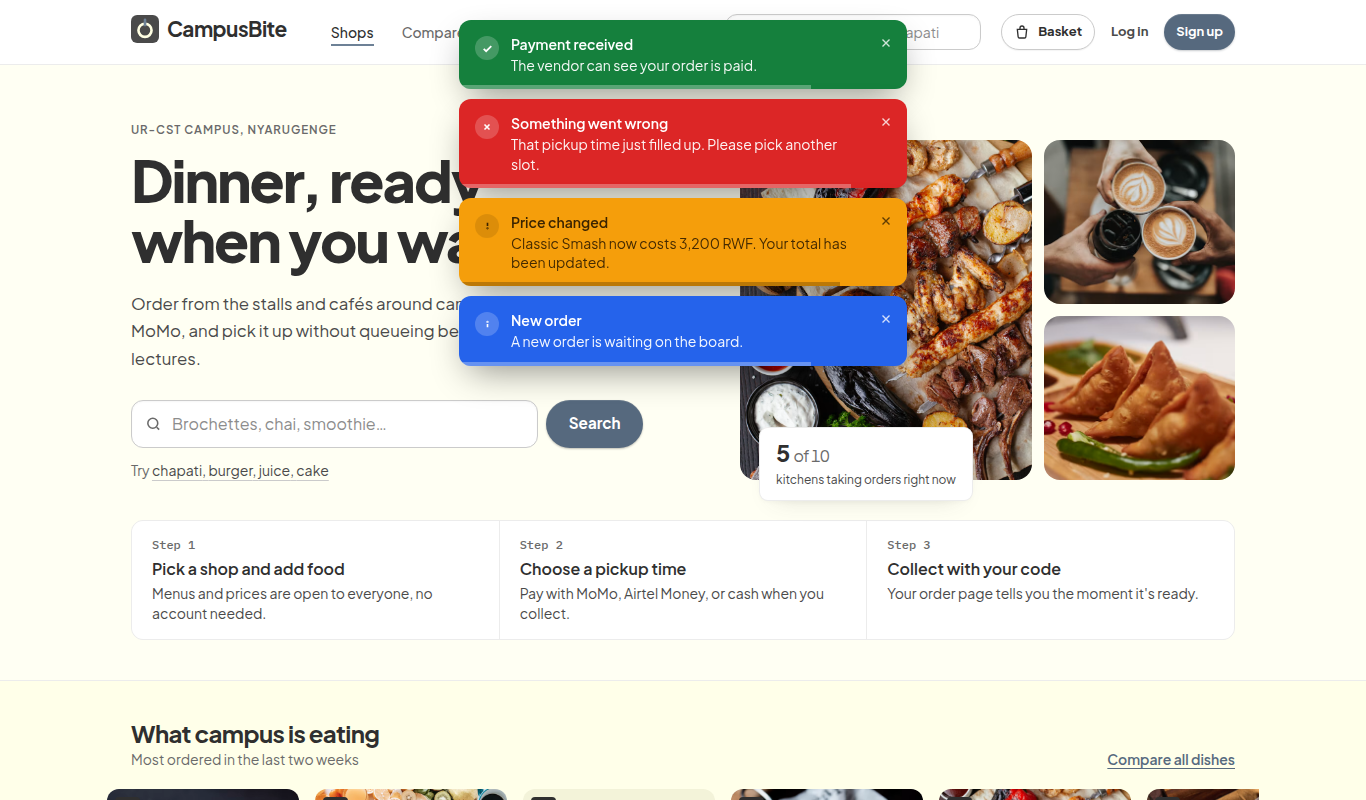 CampusBite
Shops
Compare
apati
Basket
Log in
Sign up
Payment received
The vendor can see your order is paid.
Something went wrong
That pickup time just filled up. Please pick another
slot.
Price changed
Classic Smash now costs 3,200 RWF. Your total has
been updated.
New order
A new order is waiting on the board.
UR-CST CAMPUS, NYARUGENGE
Dinner, ready
when you wa
Order from the stalls and cafés around car
MoMo, and pick it up without queueing be
lectures.
Brochettes, chai, smoothie…
Search
Try chapati, burger, juice, cake
5 of 10
kitchens taking orders right now
Step 1
Pick a shop and add food
Menus and prices are open to everyone, no
account needed.
Step 2
Choose a pickup time
Pay with MoMo, Airtel Money, or cash when you
collect.
Step 3
Collect with your code
Your order page tells you the moment it's ready.
What campus is eating
Most ordered in the last two weeks
Compare all dishes